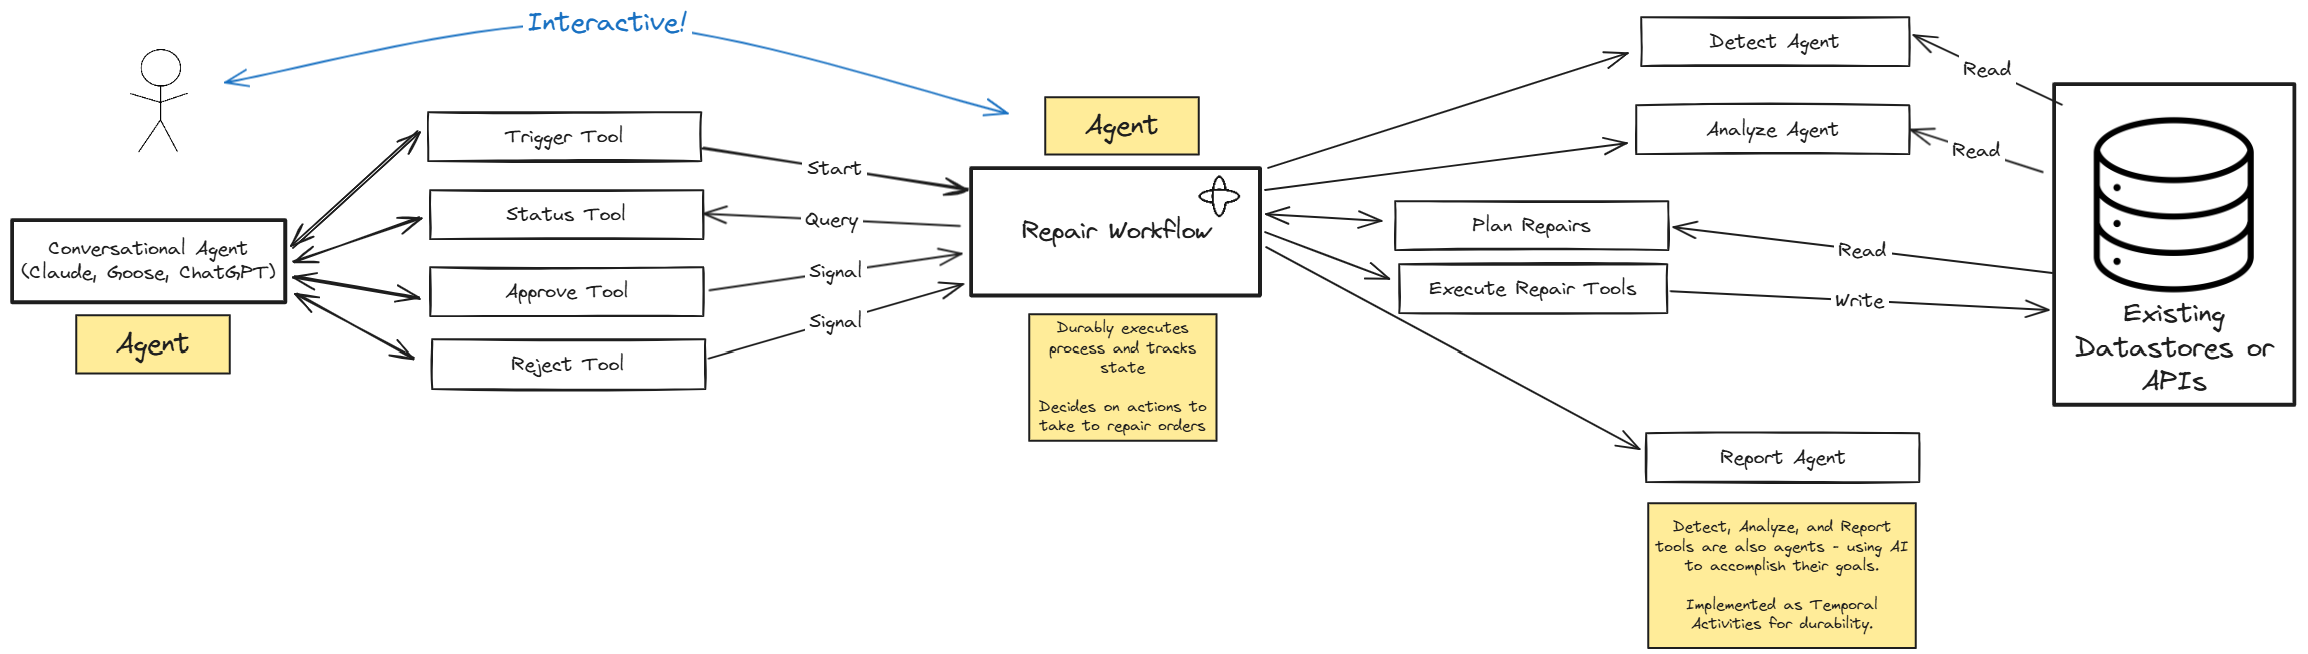 Interactive!
Conversational Agent
(Claude, Goose, ChatGPT)
Agent
Trigger Tool
Status Tool
Approve Tool
Reject Tool
Start
Query
Signal
Signal
Agent
Repair Workflow
Durably executes
process and tracks
state
Decides on actions to
take to repair orders
Detect Agent
Analyze Agent
Plan Repairs
Execute Repair Tools
Report Agent
Detect, Analyze, and Report
tools are also agents - using AI
to accomplish their goals.
Implemented as Temporal
Activities for durability.
Read
Read
Read
Write
Existing
Datastores or
APIs